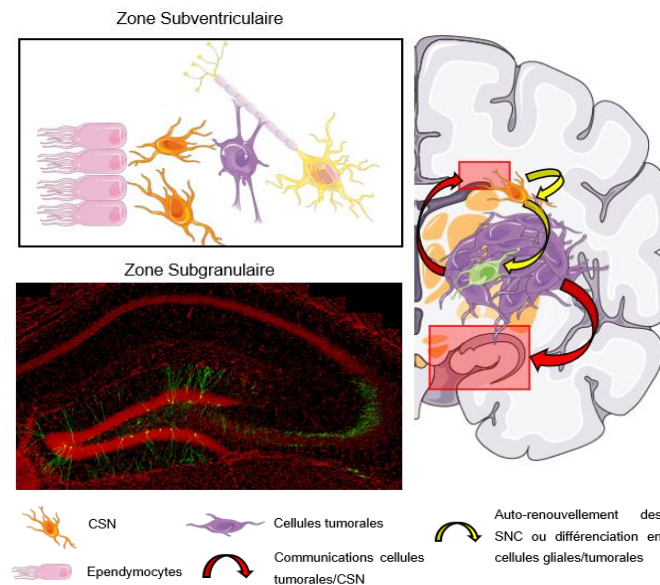 Zone Subventriculaire
Zone Subgranulaire
CSN
Cellules tumorales
Auto-renouvellement des
SNC ou différenciation en
cellules gliales/tumorales
Ependymocytes
Communications cellules
tumorales/CSN